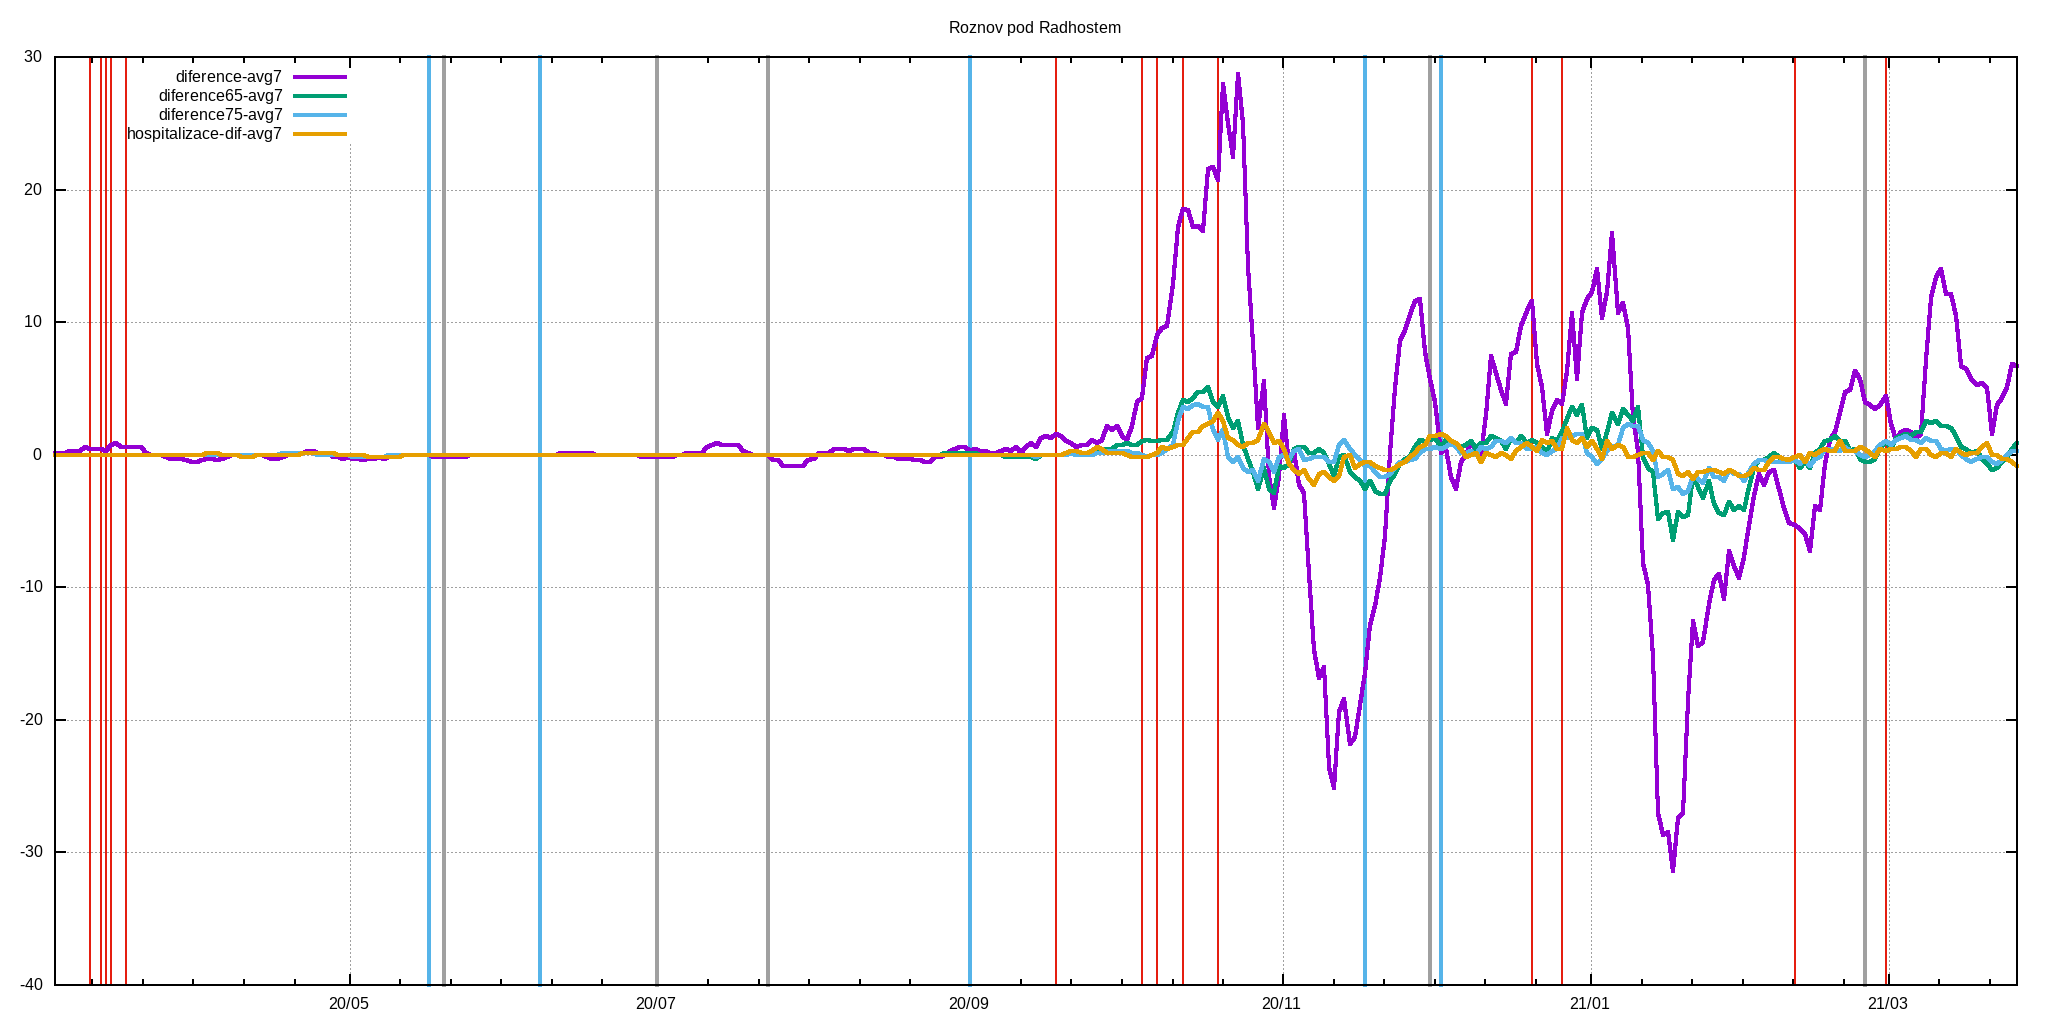 Roznov pod Radhostem
30
diference-avg7
diference65-avg7
diference75-avg7
hospitalizace-dif-avg7
20
10
0
-10
-20
-30
-40
20/05
20/07
20/09
20/11
21/01
21/03